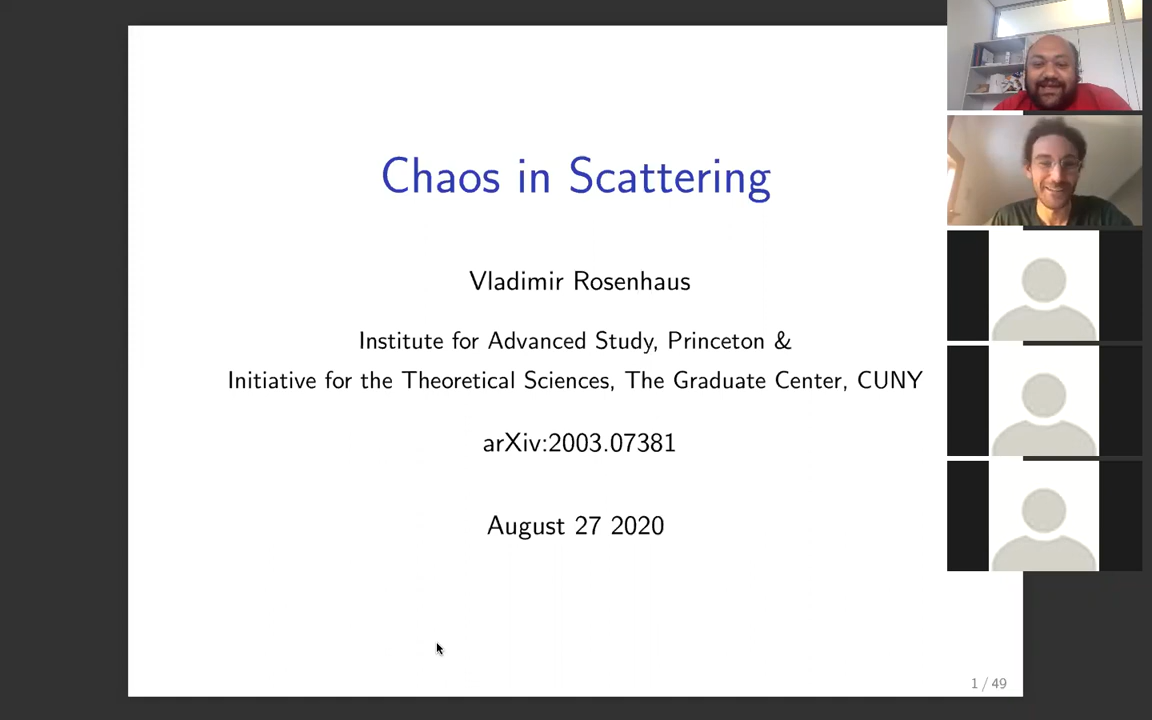 Chaos in Scattering
Vladimir Rosenhaus
Institute for Advanced Study, Princeton &
Initiative for the Theoretical Sciences, The Graduate Center, CUNY
arXiv:2003.07381
August 27 2020
1 / 49